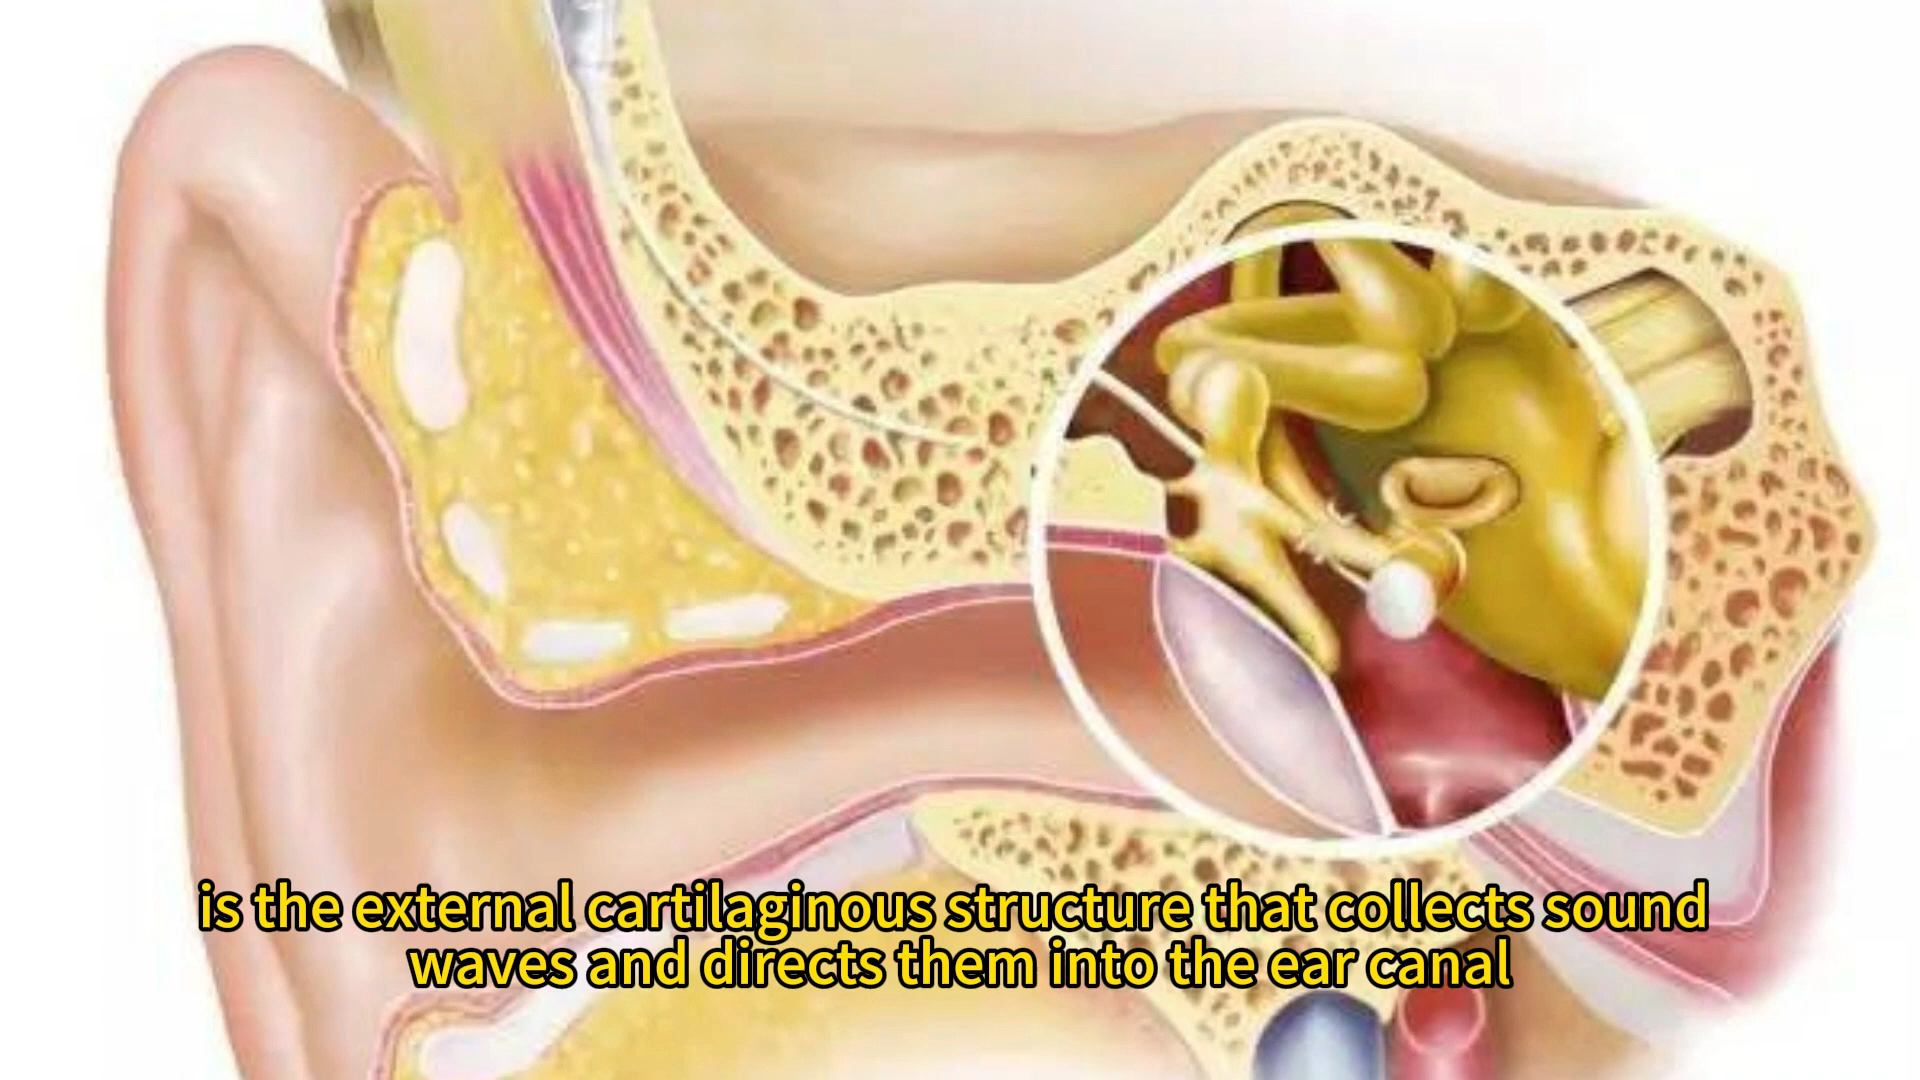 is the external cartilaginous structure that collects sound
waves and directs them into the ear canal